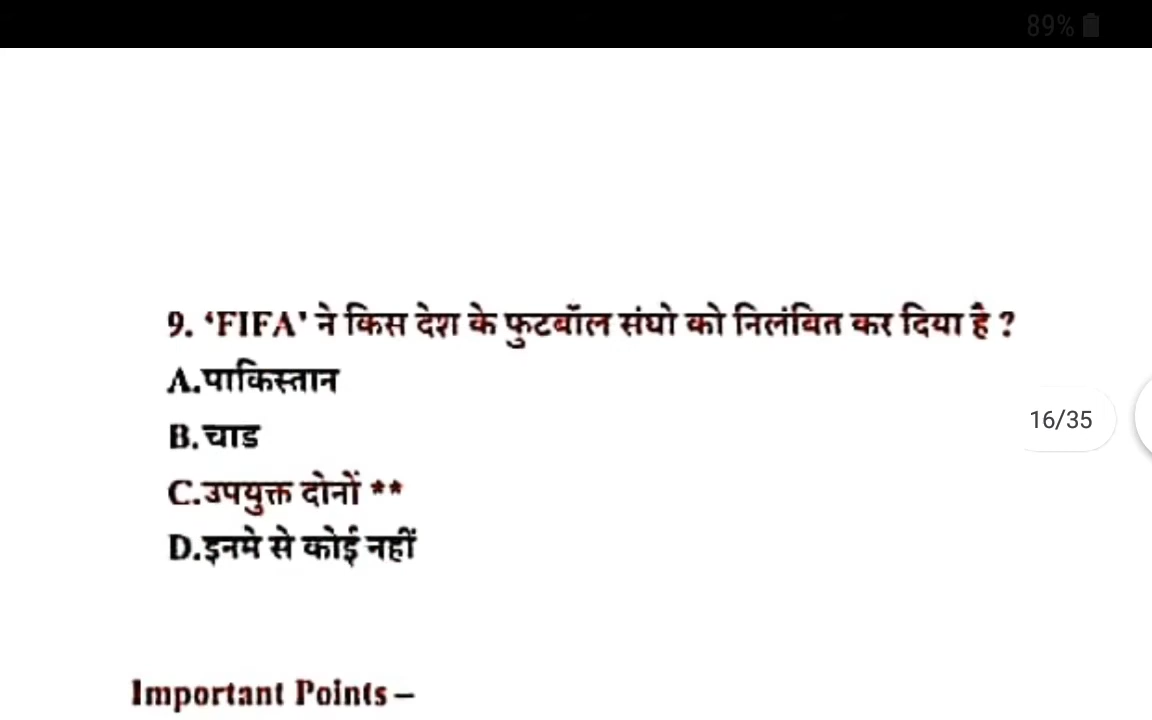 89%
9. ‘FIFA’ ने किस देश के फुटबॉल संघो को निलंबित कर दिया है ?
A.पाकिस्तान
B.चाड
C.उपयुक्त दोनों **
D.इनमे से कोई नहीं
16/35
Important Points –